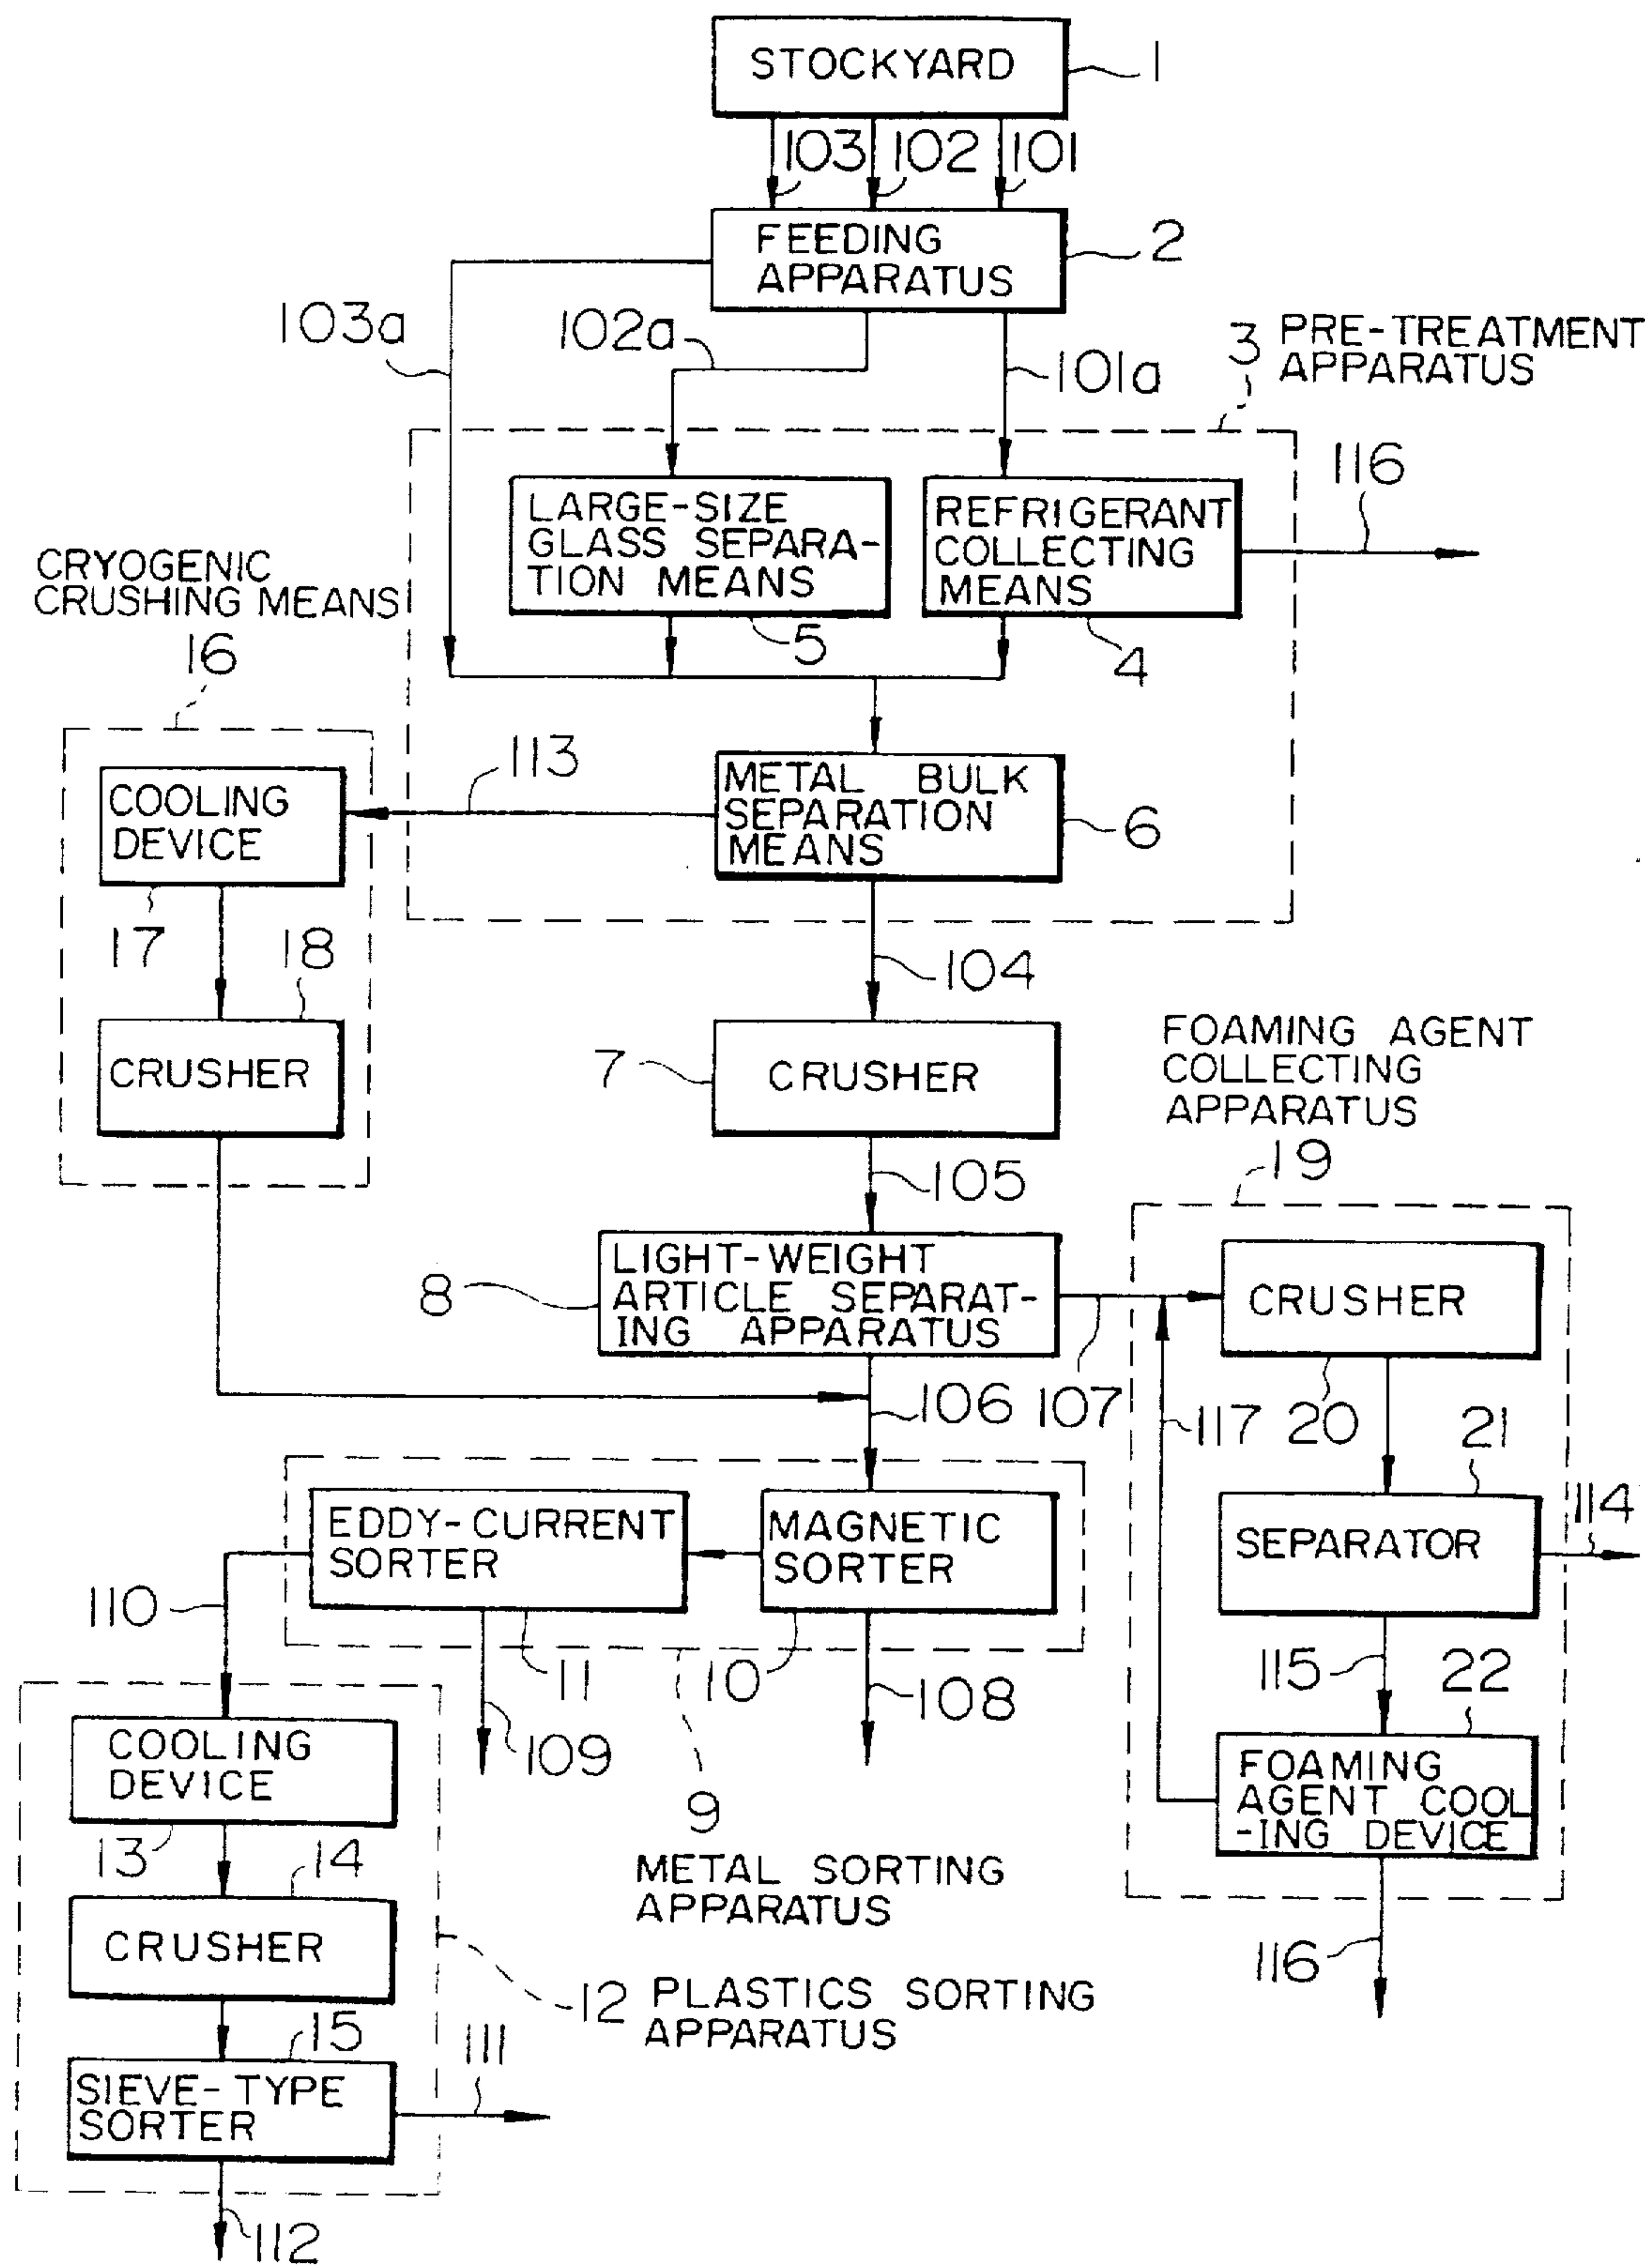 STOCKYARD
1
103
102
101
FEEDING
APPARATUS
2
103a
102a
101a
3
PRE-TREATMENT
APPARATUS
LARGE-SIZE
GLASS SEPARA-
TION MEANS
5
REFRIGERANT
COLLECTING
MEANS
4
116
CRYOGENIC
CRUSHING MEANS
16
COOLING
DEVICE
17
113
METAL BULK
SEPARATION
MEANS
6
18
CRUSHER
104
7
CRUSHER
105
FOAMING AGENT
COLLECTING
APPARATUS
19
8
LIGHT-WEIGHT
ARTICLE SEPARAT-
ING APPARATUS
CRUSHER
106
107
117
20
21
EDDY-CURRENT
SORTER
MAGNETIC
SORTER
SEPARATOR
114
110
11
10
108
109
115
22
COOLING
DEVICE
13
9
METAL SORTING
APPARATUS
FOAMING
AGENT COOL
-ING DEVICE
14
CRUSHER
116
12
PLASTICS SORTING
APPARATUS
15
SIEVE-TYPE
SORTER
111
112